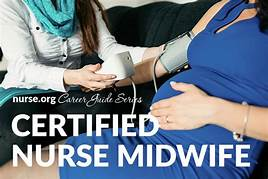 nurse.org Career Guide Series
CERTIFIED
NURSE MIDWIFE